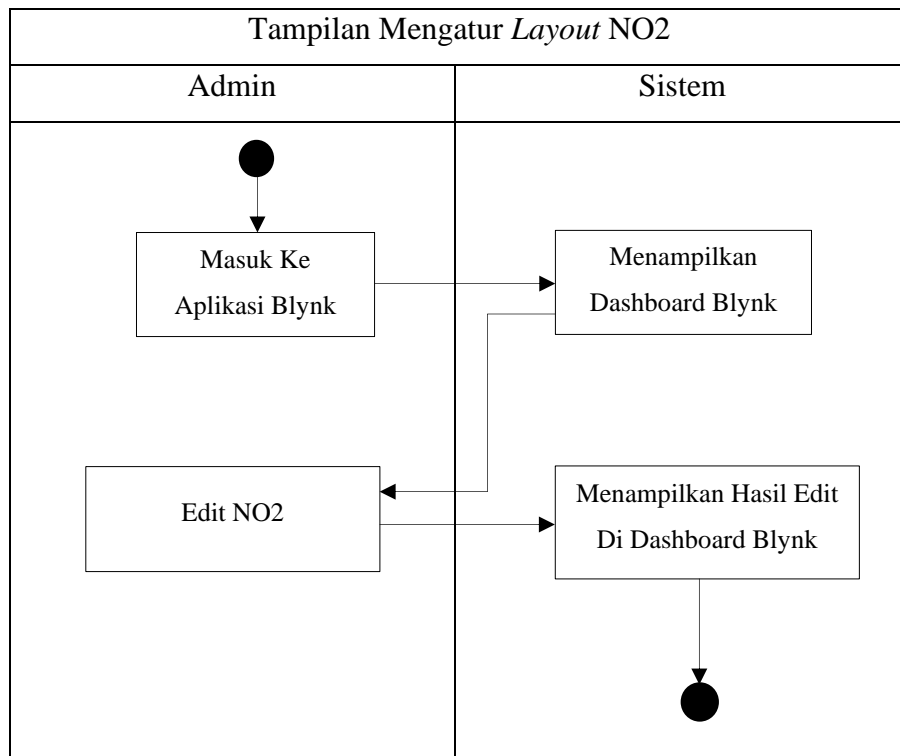 Tampilan Mengatur Layout NO2
Admin
Sistem
Masuk Ke
Aplikasi Blynk
Menampilkan
Dashboard Blynk
Edit NO2
Menampilkan Hasil Edit
Di Dashboard Blynk